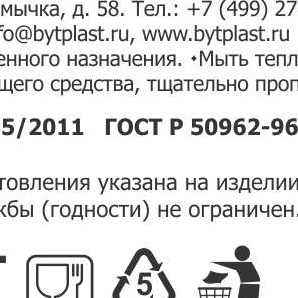 мычка, д. 58. Тел.: +7 (499) 27
fo@bytplast.ru, www.bytplast.ru
енного назначения. •Мыть тепл
щего средства, тщательно проп
5/2011 ГОСТ Р 50962-96
товления указана на изделии
жбы (годности) не ограничен.
5